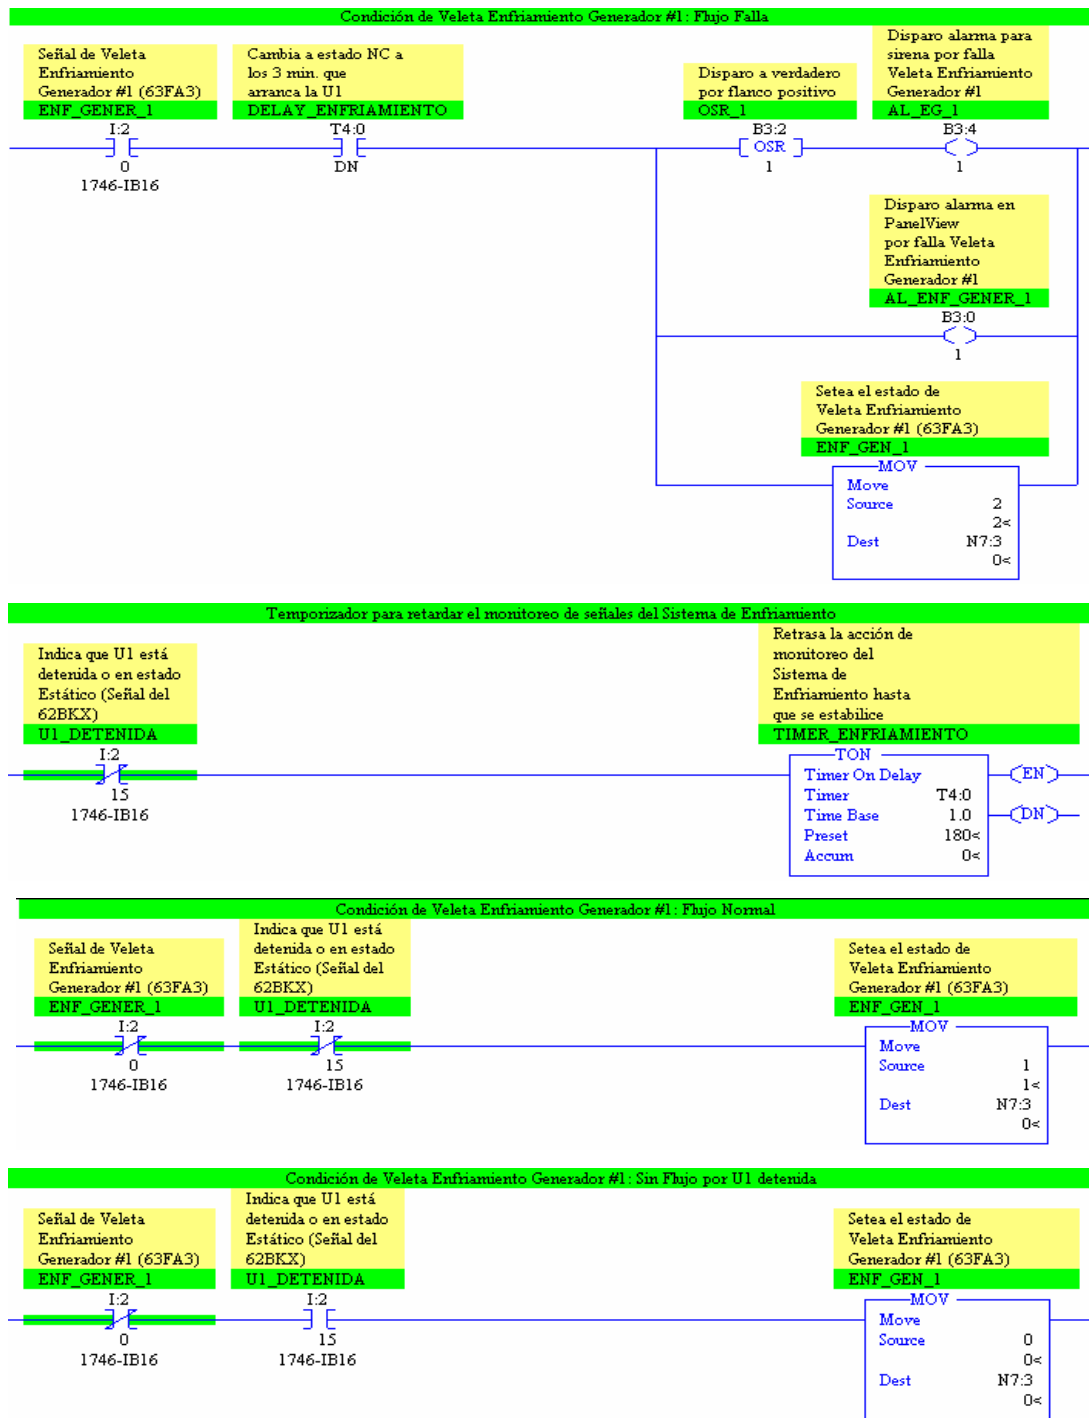 Condición de Veleta Enfriamiento Generador #1: Flujo Falla
Señal de Veleta
Enfriamiento
Generador #1 (63FA3)
ENF_GENER_1
I:2
0
1746-IB16
Cambia a estado NC a
los 3 min. que
arranca la U1
DELAY_ENFRIAMIENTO
T4:0
DN
Disparo a verdadero
por flanco positivo
OSR_1
B3:2
OSR
1
Disparo alarma para
sirena por falla
Veleta Enfriamiento
Generador #1
AL_EG_1
B3:4
1
Disparo alarma en
PanelView
por falla Veleta
Enfriamiento
Generador #1
AL_ENF_GENER_1
B3:0
1
Setea el estado de
Veleta Enfriamiento
Generador #1 (63FA3)
ENF_GEN_1
MOV
Move
Source 2
2<
Dest N7:3
0<
Temporizador para retardar el monitoreo de señales del Sistema de Enfriamiento
Indica que U1 está
detenida o en estado
Estático (Señal del
62BKX)
U1_DETENIDA
I:2
15
1746-IB16
Retrasa la acción de
monitoreo del
Sistema de
Enfriamiento hasta
que se estabilice
TIMER_ENFRIAMIENTO
TON
Timer On Delay
Timer T4:0
Time Base 1.0
Preset 180<
Accum 0<
EN
DN
Condición de Veleta Enfriamiento Generador #1: Flujo Normal
Señal de Veleta
Enfriamiento
Generador #1 (63FA3)
ENF_GENER_1
I:2
0
1746-IB16
Indica que U1 está
detenida o en estado
Estático (Señal del
62BKX)
U1_DETENIDA
I:2
15
1746-IB16
Setea el estado de
Veleta Enfriamiento
Generador #1 (63FA3)
ENF_GEN_1
MOV
Move
Source 1
1<
Dest N7:3
0<
Condición de Veleta Enfriamiento Generador #1: Sin Flujo por U1 detenida
Señal de Veleta
Enfriamiento
Generador #1 (63FA3)
ENF_GENER_1
I:2
0
1746-IB16
Indica que U1 está
detenida o en estado
Estático (Señal del
62BKX)
U1_DETENIDA
I:2
15
1746-IB16
Setea el estado de
Veleta Enfriamiento
Generador #1 (63FA3)
ENF_GEN_1
MOV
Move
Source 0
0<
Dest N7:3
0<